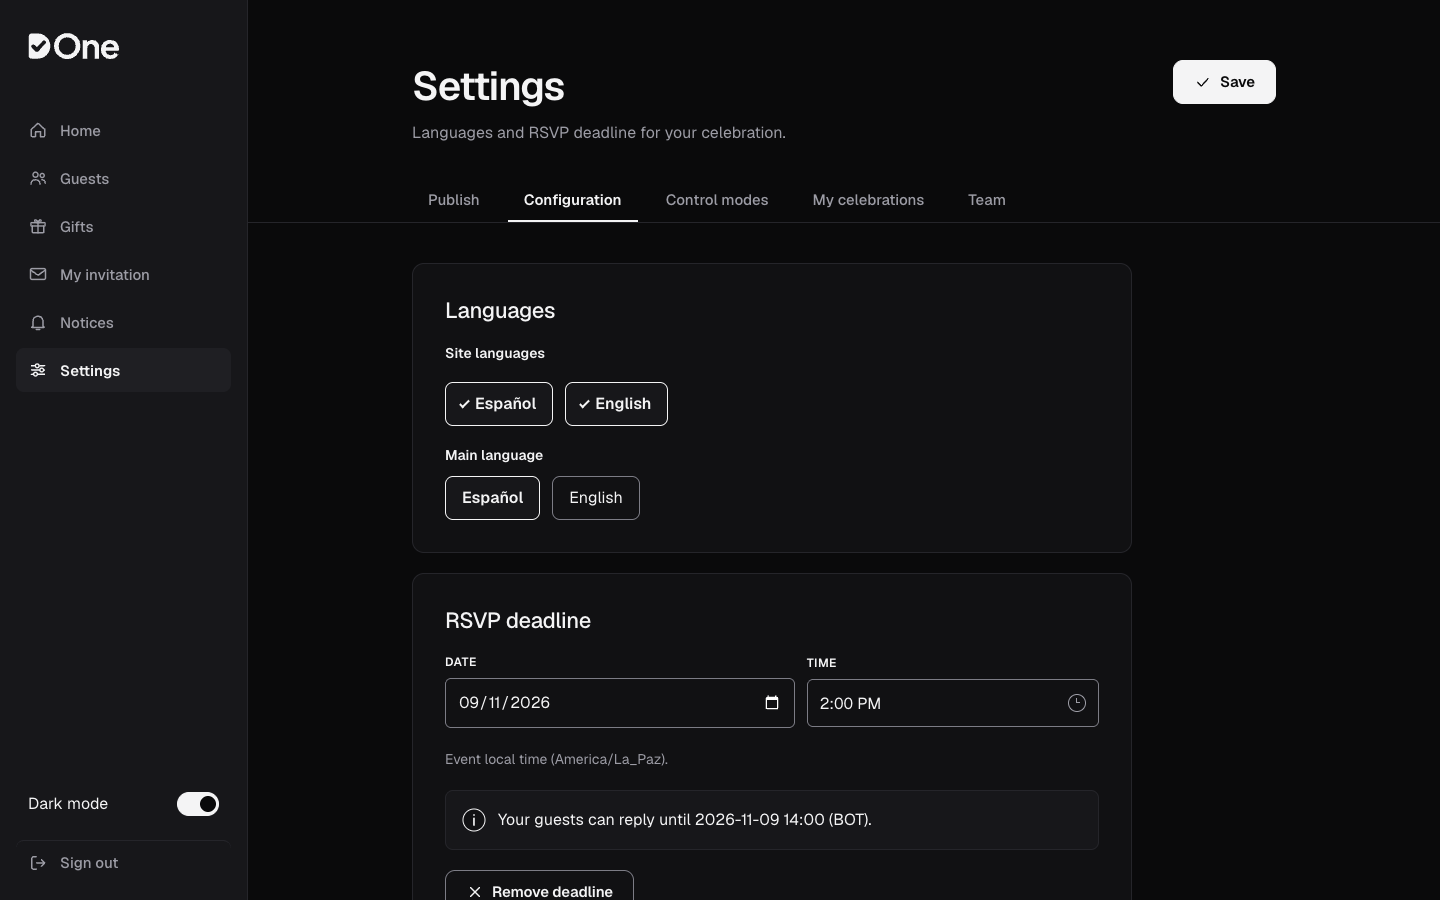 One
Home
Guests
Gifts
My invitation
Notices
Settings
Dark mode
Sign out
Settings
Save
Languages and RSVP deadline for your celebration.
Publish Configuration Control modes My celebrations Team
Languages
Site languages
Español English
Main language
Español English
RSVP deadline
DATE TIME
09/11/2026 2:00 PM
Event local time (America/La_Paz).
Your guests can reply until 2026-11-09 14:00 (BOT).
Remove deadline